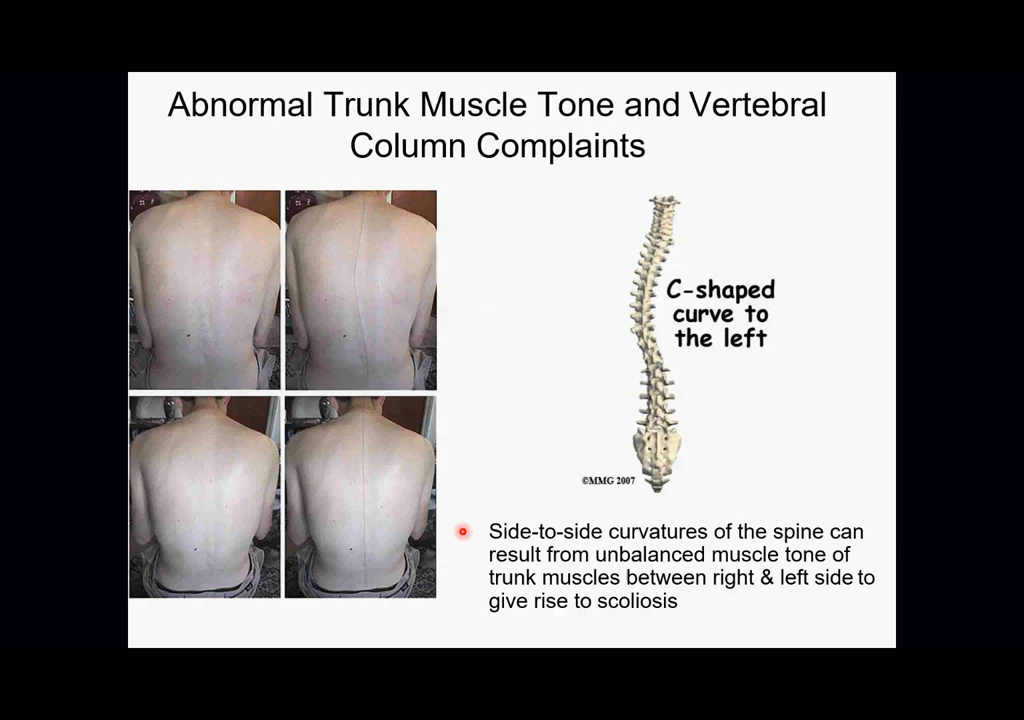 Abnormal Trunk Muscle Tone and Vertebral
Column Complaints
C-shaped
curve to
the left
©MMG 2007
Side-to-side curvatures of the spine can
result from unbalanced muscle tone of
trunk muscles between right & left side to
give rise to scoliosis